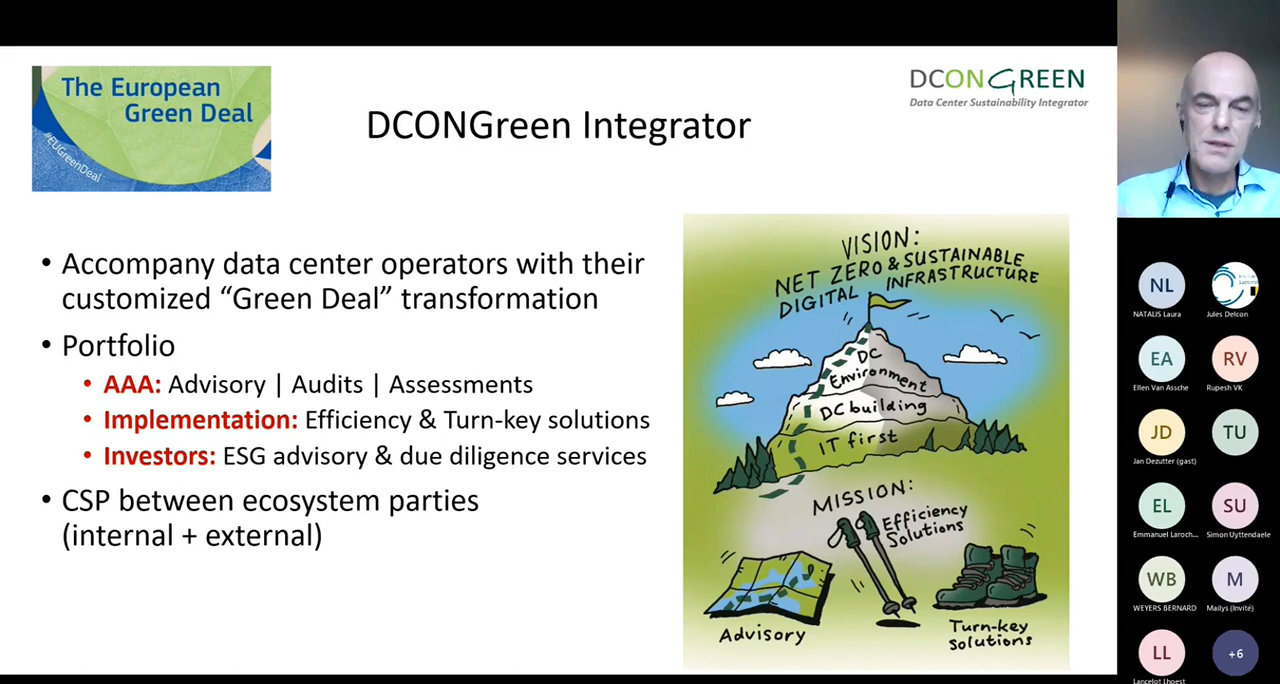 The European
Green Deal
#EUGreenDeal
DCONGreen Integrator
DCONGREEN
Data Center Sustainability Integrator
• Accompany data center operators with their
customized “Green Deal” transformation
• Portfolio
• AAA: Advisory | Audits | Assessments
• Implementation: Efficiency & Turn-key solutions
• Investors: ESG advisory & due diligence services
• CSP between ecosystem parties
(internal + external)
VISION:
NET ZERO & SUSTAINABLE
DIGITAL INFRASTRUCTURE
DC
Environment
DC building
IT first
MISSION:
Efficiency
Solutions
Advisory
Turn-key
Solutions
NL
NATALIS Laura
Jules Delcon
EA
Ellen Van Assche
RV
Rupesh VK
JD
Jan Dezutter (gast)
TU
EL
Emmanuel Laroch...
SU
Simon Uyttendaele
WB
WEYERS BERNARD
M
Mailys (Invité)
LL
Lancelot Lhoest
+6